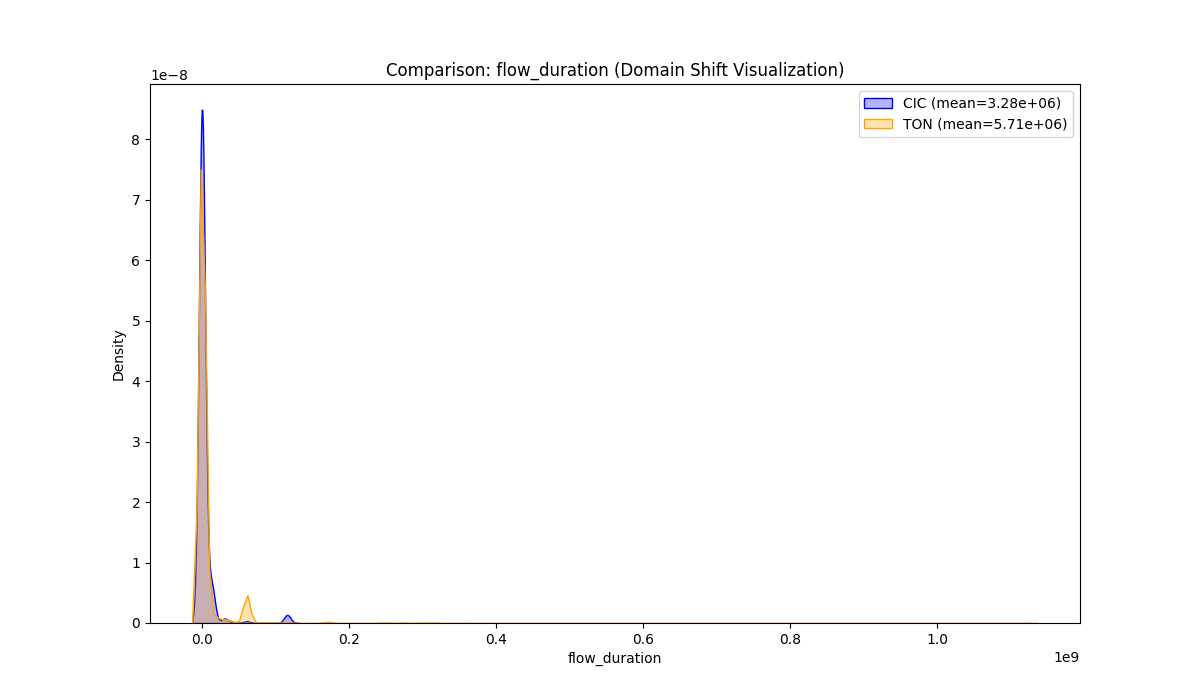 Comparison: flow_duration (Domain Shift Visualization)
1e−8
CIC (mean=3.28e+06)
TON (mean=5.71e+06)
8
7
6
5
4
3
2
1
0
Density
0.0 0.2 0.4 0.6 0.8 1.0
flow_duration
1e9